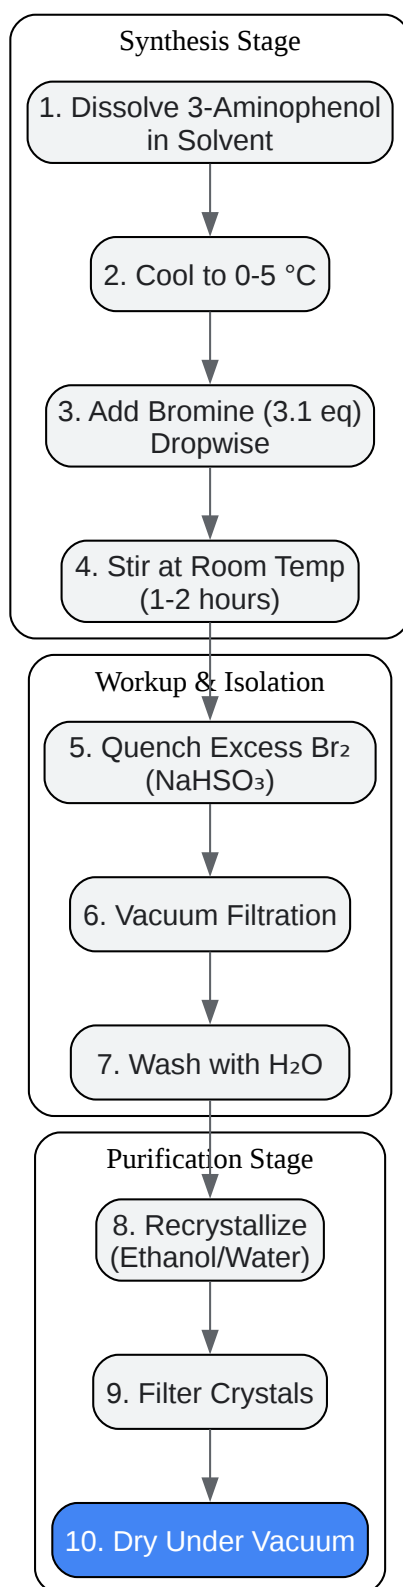 Synthesis Stage
1. Dissolve 3-Aminophenol
in Solvent
2. Cool to 0-5 °C
3. Add Bromine (3.1 eq)
Dropwise
4. Stir at Room Temp
(1-2 hours)
Workup & Isolation
5. Quench Excess Br₂
(NaHSO₃)
6. Vacuum Filtration
7. Wash with H₂O
Purification Stage
8. Recrystallize
(Ethanol/Water)
9. Filter Crystals
10. Dry Under Vacuum